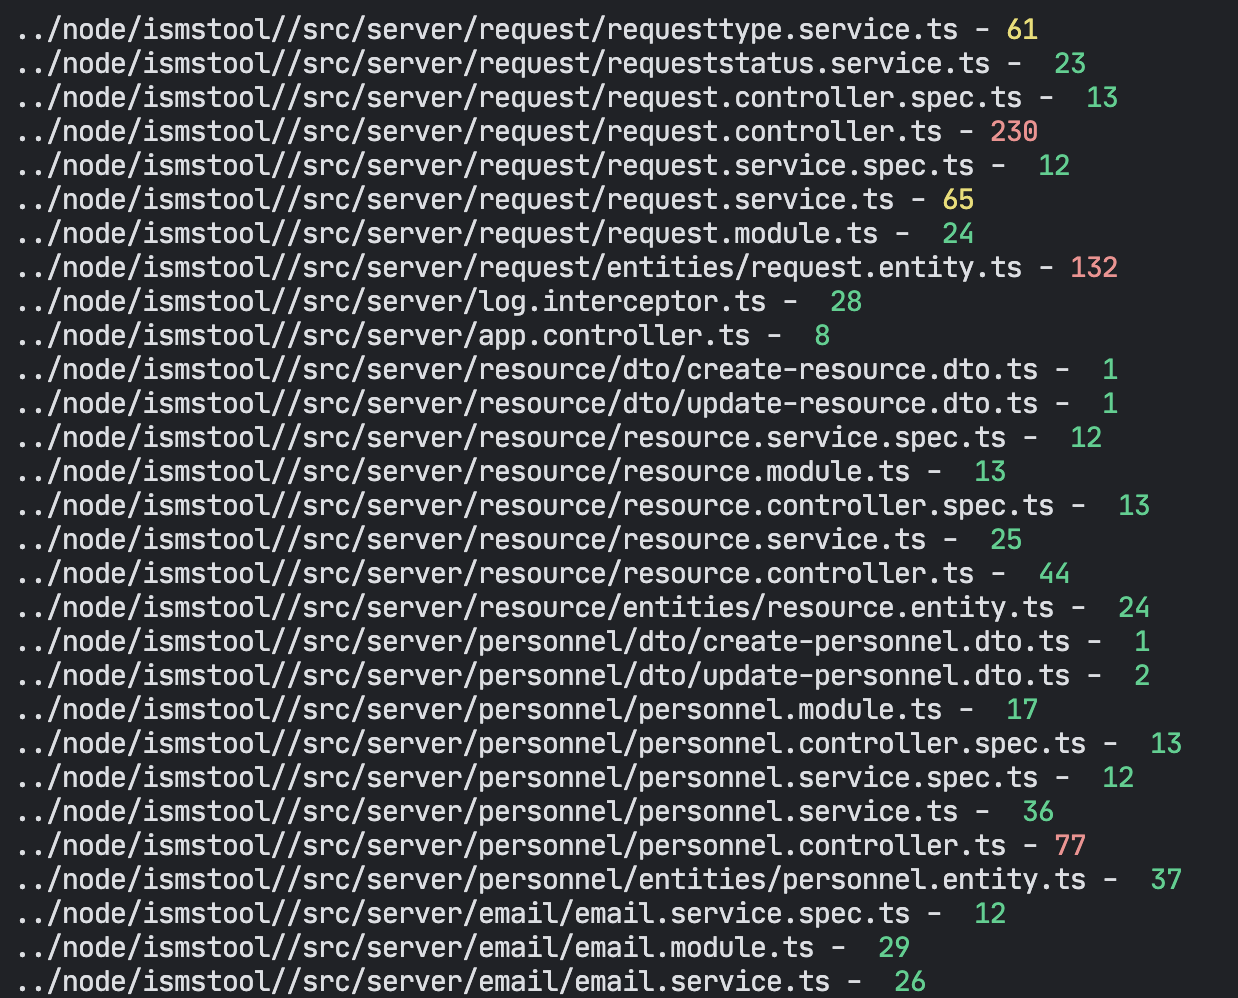 ../node/ismstool//src/server/request/requesttype.service.ts - 61
../node/ismstool//src/server/request/requeststatus.service.ts -  23
../node/ismstool//src/server/request/request.controller.spec.ts -  13
../node/ismstool//src/server/request/request.controller.ts - 230
../node/ismstool//src/server/request/request.service.spec.ts -  12
../node/ismstool//src/server/request/request.service.ts - 65
../node/ismstool//src/server/request/request.module.ts -  24
../node/ismstool//src/server/request/entities/request.entity.ts - 132
../node/ismstool//src/server/log.interceptor.ts -  28
../node/ismstool//src/server/app.controller.ts -  8
../node/ismstool//src/server/resource/dto/create-resource.dto.ts -  1
../node/ismstool//src/server/resource/dto/update-resource.dto.ts -  1
../node/ismstool//src/server/resource/resource.service.spec.ts -  12
../node/ismstool//src/server/resource/resource.module.ts -  13
../node/ismstool//src/server/resource/resource.controller.spec.ts -  13
../node/ismstool//src/server/resource/resource.service.ts -  25
../node/ismstool//src/server/resource/resource.controller.ts -  44
../node/ismstool//src/server/resource/entities/resource.entity.ts -  24
../node/ismstool//src/server/personnel/dto/create-personnel.dto.ts -  1
../node/ismstool//src/server/personnel/dto/update-personnel.dto.ts -  2
../node/ismstool//src/server/personnel/personnel.module.ts -  17
../node/ismstool//src/server/personnel/personnel.controller.spec.ts -  13
../node/ismstool//src/server/personnel/personnel.service.spec.ts -  12
../node/ismstool//src/server/personnel/personnel.service.ts -  36
../node/ismstool//src/server/personnel/personnel.controller.ts - 77
../node/ismstool//src/server/personnel/entities/personnel.entity.ts -  37
../node/ismstool//src/server/email/email.service.spec.ts -  12
../node/ismstool//src/server/email/email.module.ts -  29
../node/ismstool//src/server/email/email.service.ts -  26